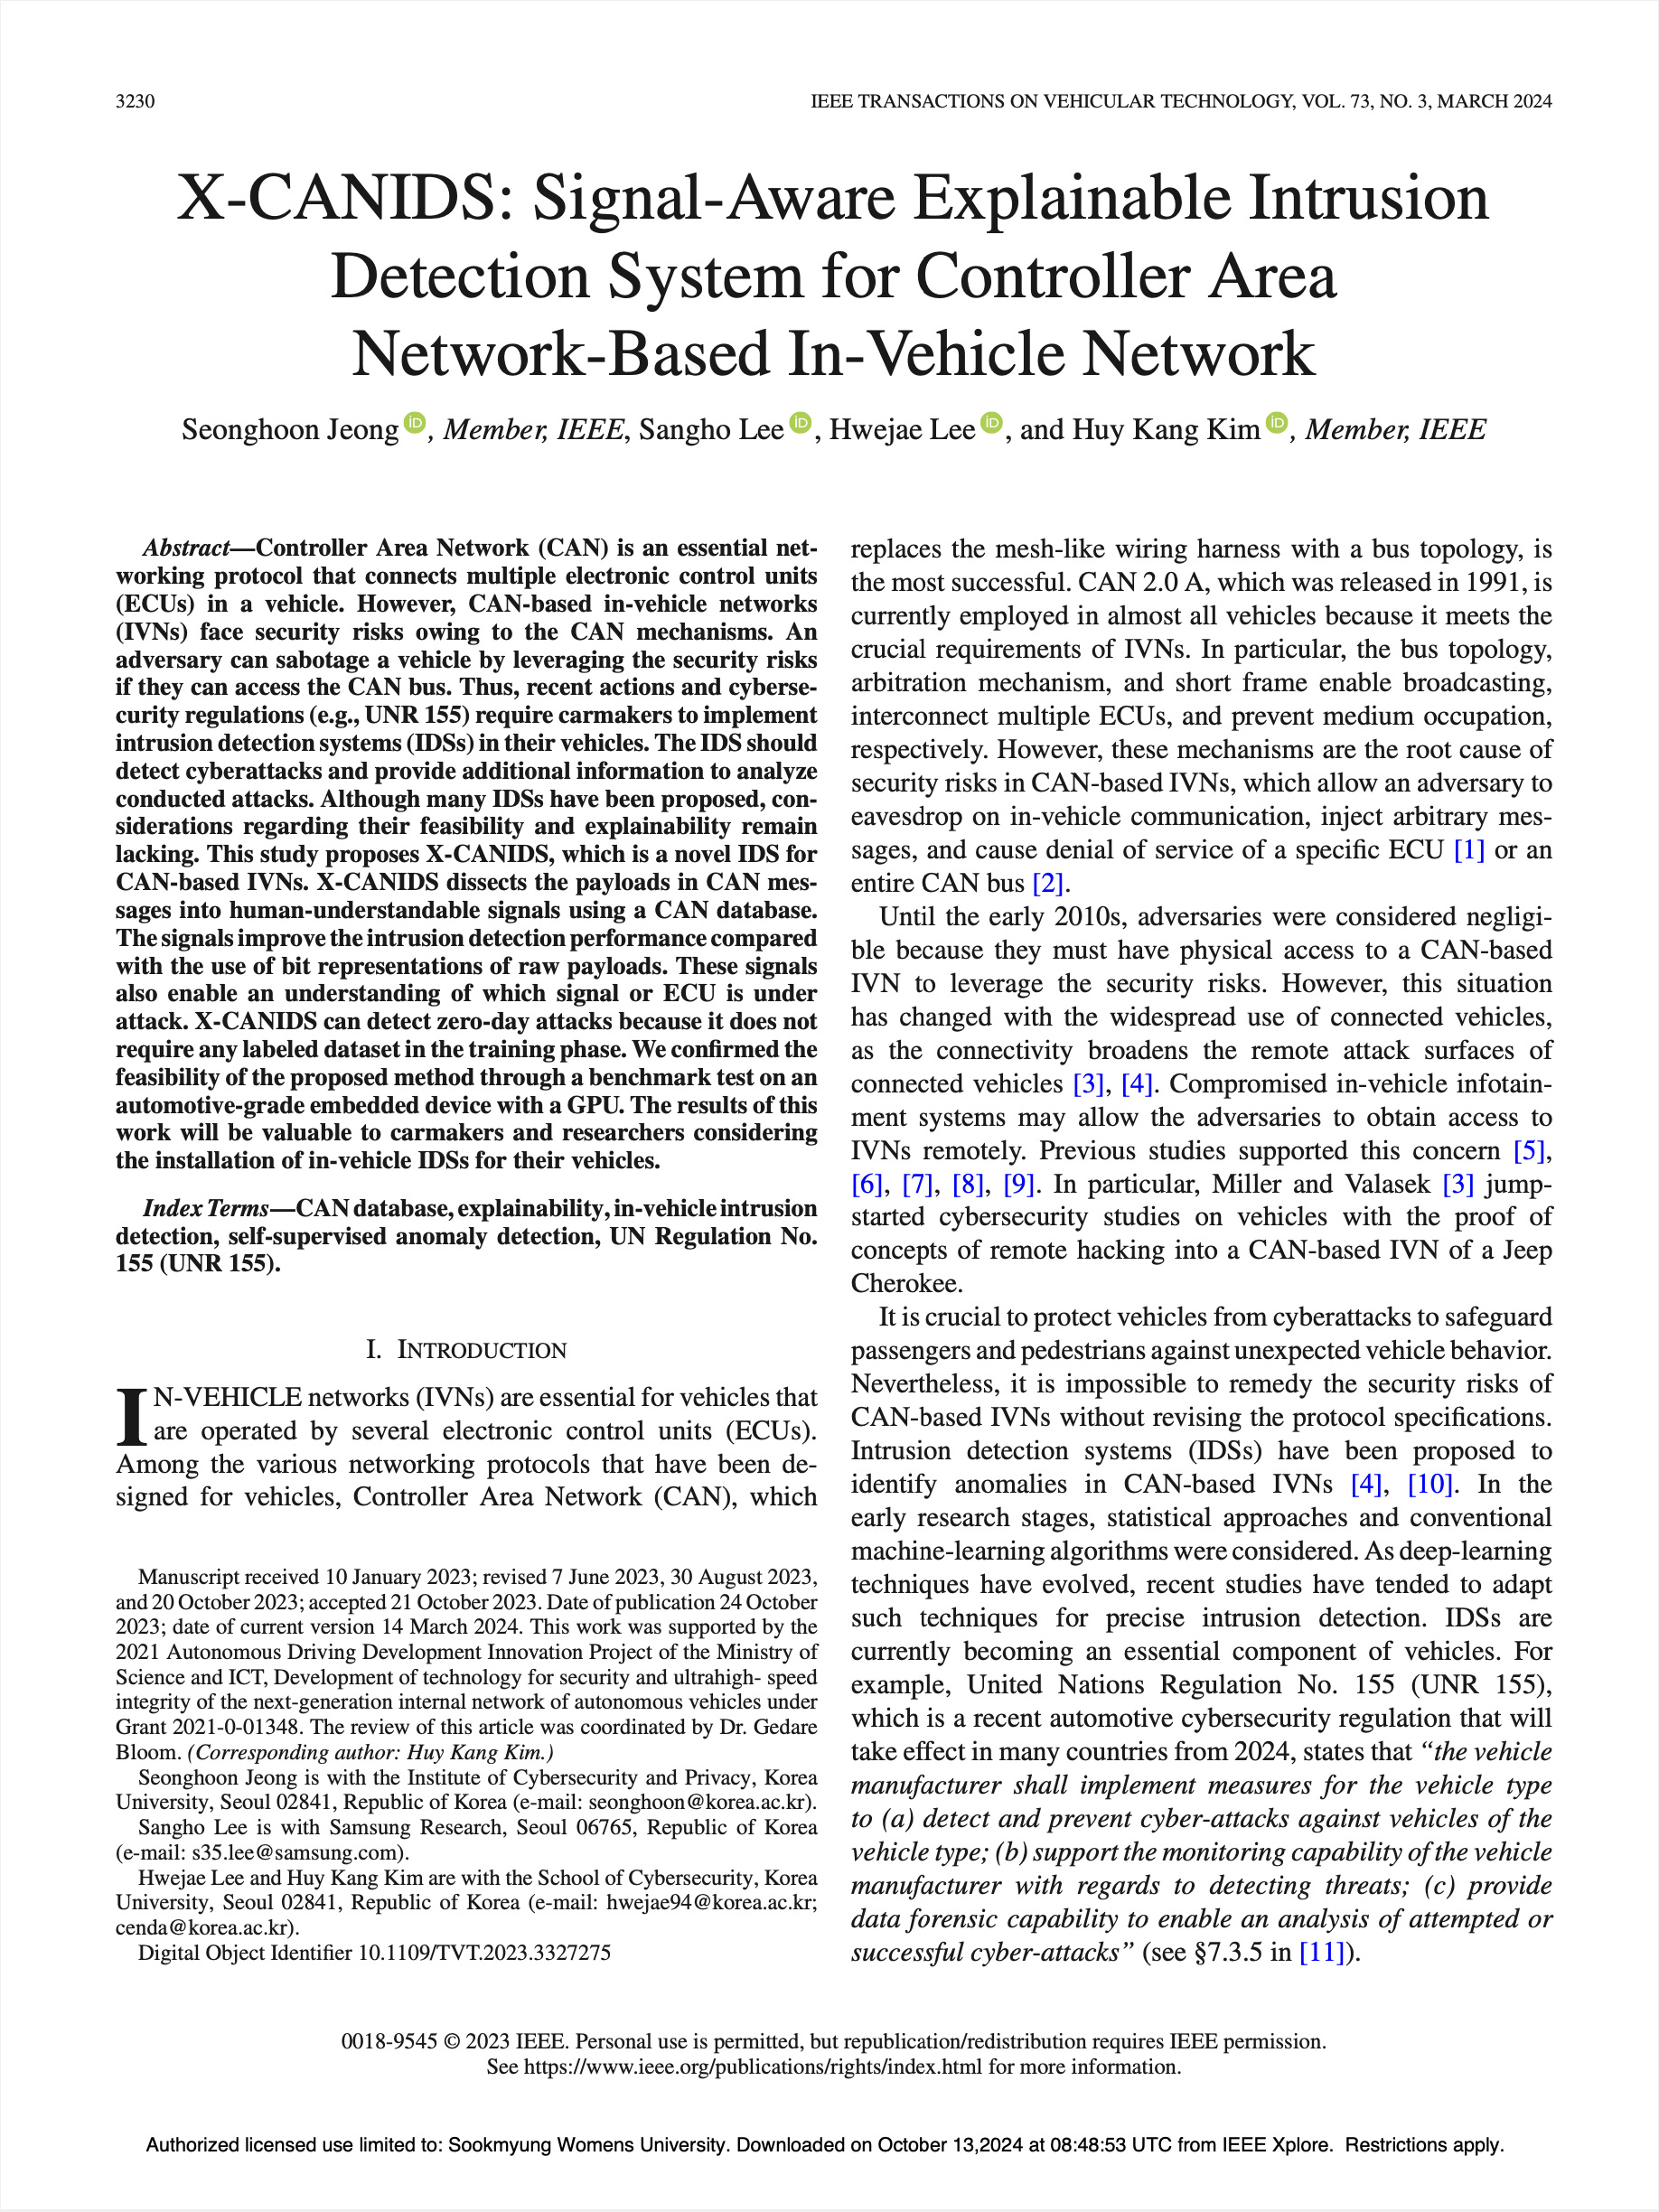 3230
IEEE TRANSACTIONS ON VEHICULAR TECHNOLOGY, VOL. 73, NO. 3, MARCH 2024
X-CANIDS: Signal-Aware Explainable Intrusion
Detection System for Controller Area
Network-Based In-Vehicle Network
Seonghoon Jeong iD, Member, IEEE, Sangho Lee iD, Hwejae Lee iD, and Huy Kang Kim iD, Member, IEEE
Abstract—Controller Area Network (CAN) is an essential net-
working protocol that connects multiple electronic control units
(ECUs) in a vehicle. However, CAN-based in-vehicle networks
(IVNs) face security risks owing to the CAN mechanisms. An
adversary can sabotage a vehicle by leveraging the security risks
if they can access the CAN bus. Thus, recent actions and cyberse-
curity regulations (e.g., UNR 155) require carmakers to implement
intrusion detection systems (IDSs) in their vehicles. The IDS should
detect cyberattacks and provide additional information to analyze
conducted attacks. Although many IDSs have been proposed, con-
siderations regarding their feasibility and explainability remain
lacking. This study proposes X-CANIDS, which is a novel IDS for
CAN-based IVNs. X-CANIDS dissects the payloads in CAN mes-
sages into human-understandable signals using a CAN database.
The signals improve the intrusion detection performance compared
with the use of bit representations of raw payloads. These signals
also enable an understanding of which signal or ECU is under
attack. X-CANIDS can detect zero-day attacks because it does not
require any labeled dataset in the training phase. We confirmed the
feasibility of the proposed method through a benchmark test on an
automotive-grade embedded device with a GPU. The results of this
work will be valuable to carmakers and researchers considering
the installation of in-vehicle IDSs for their vehicles.
Index Terms—CAN database, explainability, in-vehicle intrusion
detection, self-supervised anomaly detection, UN Regulation No.
155 (UNR 155).
I. INTRODUCTION
IN-VEHICLE networks (IVNs) are essential for vehicles that
are operated by several electronic control units (ECUs).
Among the various networking protocols that have been de-
signed for vehicles, Controller Area Network (CAN), which
Manuscript received 10 January 2023; revised 7 June 2023, 30 August 2023,
and 20 October 2023; accepted 21 October 2023. Date of publication 24 October
2023; date of current version 14 March 2024. This work was supported by the
2021 Autonomous Driving Development Innovation Project of the Ministry of
Science and ICT, Development of technology for security and ultrahigh- speed
integrity of the next-generation internal network of autonomous vehicles under
Grant 2021-0-01348. The review of this article was coordinated by Dr. Gedare
Bloom. (Corresponding author: Huy Kang Kim.)
Seonghoon Jeong is with the Institute of Cybersecurity and Privacy, Korea
University, Seoul 02841, Republic of Korea (e-mail: seonghoon@korea.ac.kr).
Sangho Lee is with Samsung Research, Seoul 06765, Republic of Korea
(e-mail: s35.lee@samsung.com).
Hwejae Lee and Huy Kang Kim are with the School of Cybersecurity, Korea
University, Seoul 02841, Republic of Korea (e-mail: hwejae94@korea.ac.kr;
cenda@korea.ac.kr).
Digital Object Identifier 10.1109/TVT.2023.3327275
replaces the mesh-like wiring harness with a bus topology, is
the most successful. CAN 2.0 A, which was released in 1991, is
currently employed in almost all vehicles because it meets the
crucial requirements of IVNs. In particular, the bus topology,
arbitration mechanism, and short frame enable broadcasting,
interconnect multiple ECUs, and prevent medium occupation,
respectively. However, these mechanisms are the root cause of
security risks in CAN-based IVNs, which allow an adversary to
eavesdrop on in-vehicle communication, inject arbitrary mes-
sages, and cause denial of service of a specific ECU [1] or an
entire CAN bus [2].
Until the early 2010s, adversaries were considered negligi-
ble because they must have physical access to a CAN-based
IVN to leverage the security risks. However, this situation
has changed with the widespread use of connected vehicles,
as the connectivity broadens the remote attack surfaces of
connected vehicles [3], [4]. Compromised in-vehicle infotain-
ment systems may allow the adversaries to obtain access to
IVNs remotely. Previous studies supported this concern [5],
[6], [7], [8], [9]. In particular, Miller and Valasek [3] jump-
started cybersecurity studies on vehicles with the proof of
concepts of remote hacking into a CAN-based IVN of a Jeep
Cherokee.
It is crucial to protect vehicles from cyberattacks to safeguard
passengers and pedestrians against unexpected vehicle behavior.
Nevertheless, it is impossible to remedy the security risks of
CAN-based IVNs without revising the protocol specifications.
Intrusion detection systems (IDSs) have been proposed to
identify anomalies in CAN-based IVNs [4], [10]. In the
early research stages, statistical approaches and conventional
machine-learning algorithms were considered. As deep-learning
techniques have evolved, recent studies have tended to adapt
such techniques for precise intrusion detection. IDSs are
currently becoming an essential component of vehicles. For
example, United Nations Regulation No. 155 (UNR 155),
which is a recent automotive cybersecurity regulation that will
take effect in many countries from 2024, states that “the vehicle
manufacturer shall implement measures for the vehicle type
to (a) detect and prevent cyber-attacks against vehicles of the
vehicle type; (b) support the monitoring capability of the vehicle
manufacturer with regards to detecting threats; (c) provide
data forensic capability to enable an analysis of attempted or
successful cyber-attacks” (see §7.3.5 in [11]).
0018-9545 © 2023 IEEE. Personal use is permitted, but republication/redistribution requires IEEE permission.
See https://www.ieee.org/publications/rights/index.html for more information.
Authorized licensed use limited to: Sookmyung Womens University. Downloaded on October 13,2024 at 08:48:53 UTC from IEEE Xplore. Restrictions apply.